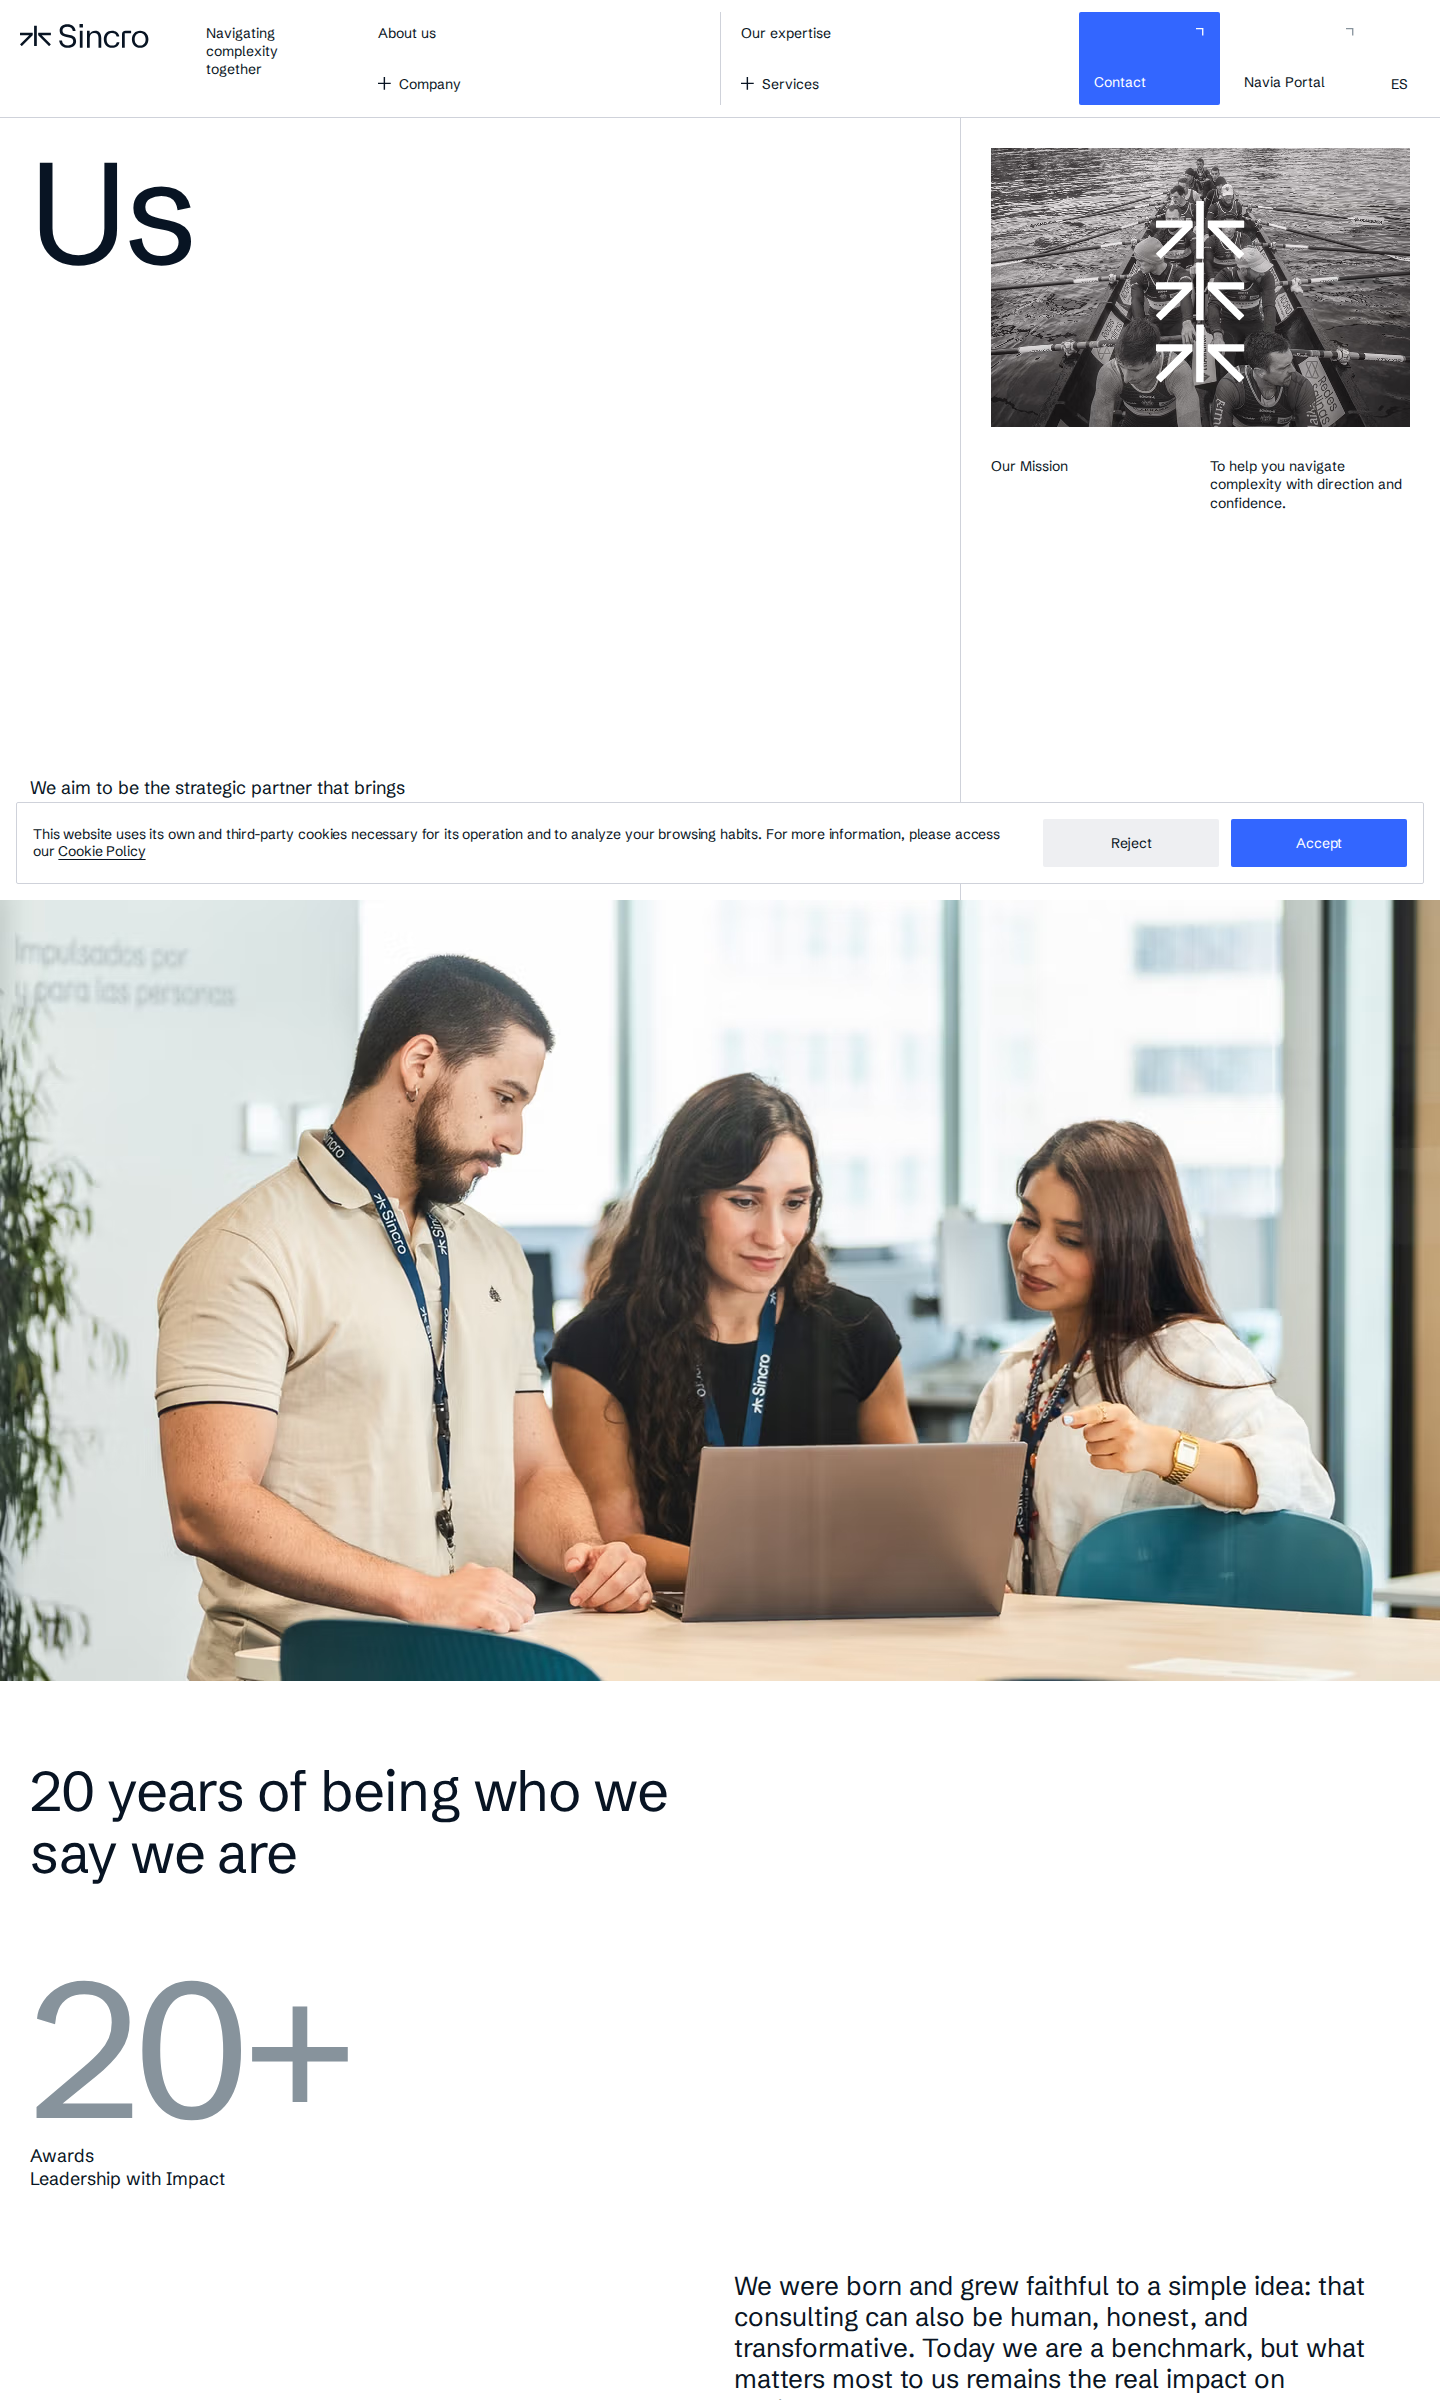 Sincro
Navigating
complexity
together
About us
Company
Our expertise
Services
Contact
Navia Portal
ES
Us
Our Mission
To help you navigate
complexity with direction and
confidence.
We aim to be the strategic partner that brings
This website uses its own and third-party cookies necessary for its operation and to analyze your browsing habits. For more information, please access
our Cookie Policy
Reject
Accept
Impulsados por
y para las personas
Sincro
Sincro
Sincro
20 years of being who we
say we are
20+
Awards
Leadership with Impact
We were born and grew faithful to a simple idea: that
consulting can also be human, honest, and
transformative. Today we are a benchmark, but what
matters most to us remains the real impact on